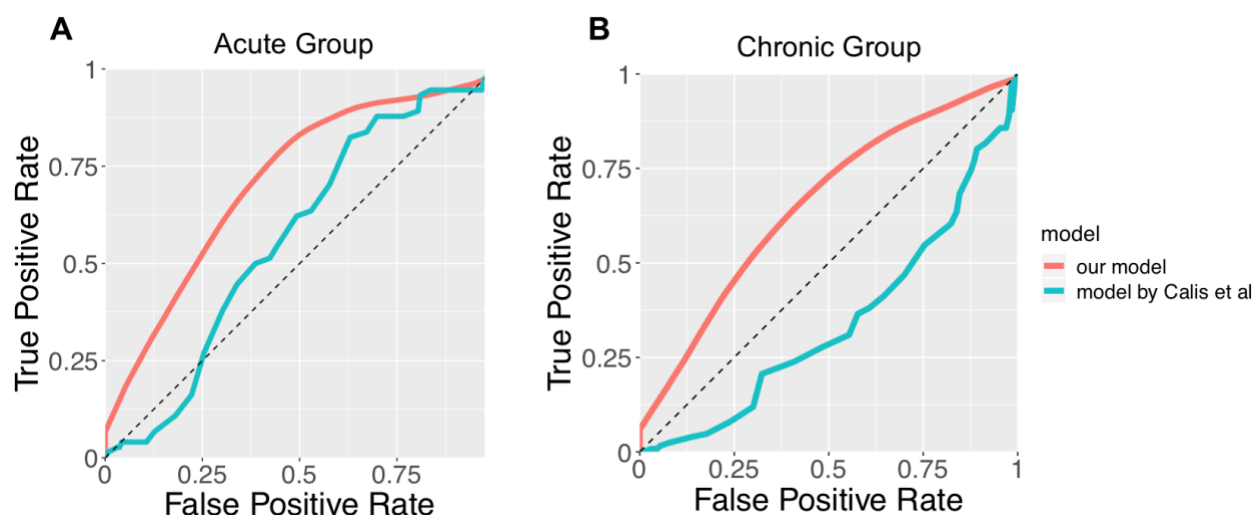 A
Acute Group
True Positive Rate
1
0.75
0.5
0.25
0
0 0.25 0.5 0.75
False Positive Rate
B
Chronic Group
True Positive Rate
1
0.75
0.5
0.25
0
0 0.25 0.5 0.75 1
False Positive Rate
model
our model
model by Calis et al